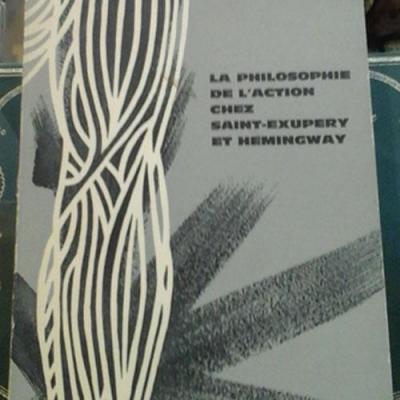 LA PHILOSOPHIE
DE L'ACTION
CHEZ
SAINT-EXUPERY
ET HEMINGWAY